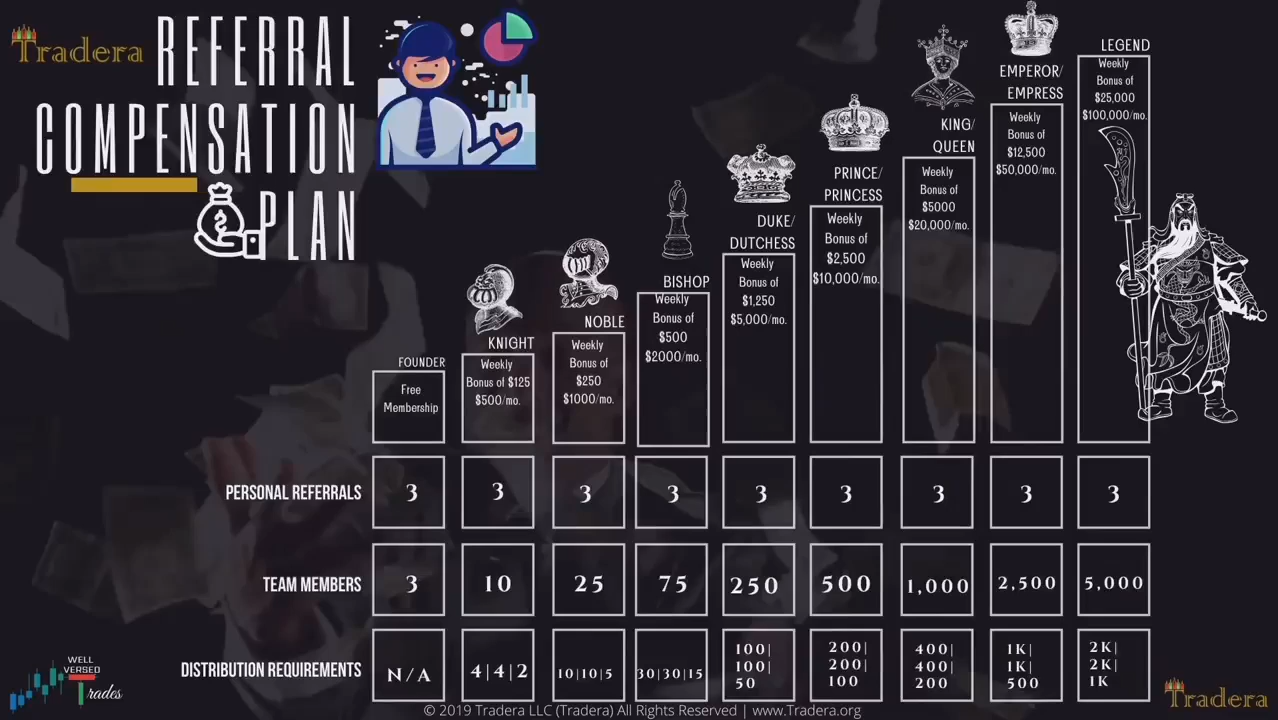 Tradera
REFERRAL
COMPENSATION
PLAN
FOUNDER
Free
Membership
KNIGHT
Weekly
Bonus of $125
$500/mo.
NOBLE
Weekly
Bonus of
$250
$1000/mo.
BISHOP
Weekly
Bonus of
$500
$2000/mo.
DUKE/
DUTCHESS
Weekly
Bonus of
$1,250
$5,000/mo.
PRINCE/
PRINCESS
Weekly
Bonus of
$2,500
$10,000/mo.
KING/
QUEEN
Weekly
Bonus of
$5000
$20,000/mo.
EMPEROR/
EMPRESS
Weekly
Bonus of
$12,500
$50,000/mo.
LEGEND
Weekly
Bonus of
$25,000
$100,000/mo.
PERSONAL REFERRALS 3 3 3 3 3 3 3 3 3
TEAM MEMBERS 3 10 25 75 250 500 1,000 2,500 5,000
DISTRIBUTION REQUIREMENTS N/A 4|4|2 10|10|5 30|30|15
100|
100|
50
200|
200|
100
400|
400|
200
1K|
1K|
500
2K|
2K|
1K
WELL
VERSED
Trades
© 2019 Tradera LLC (Tradera) All Rights Reserved | www.Tradera.org
Tradera